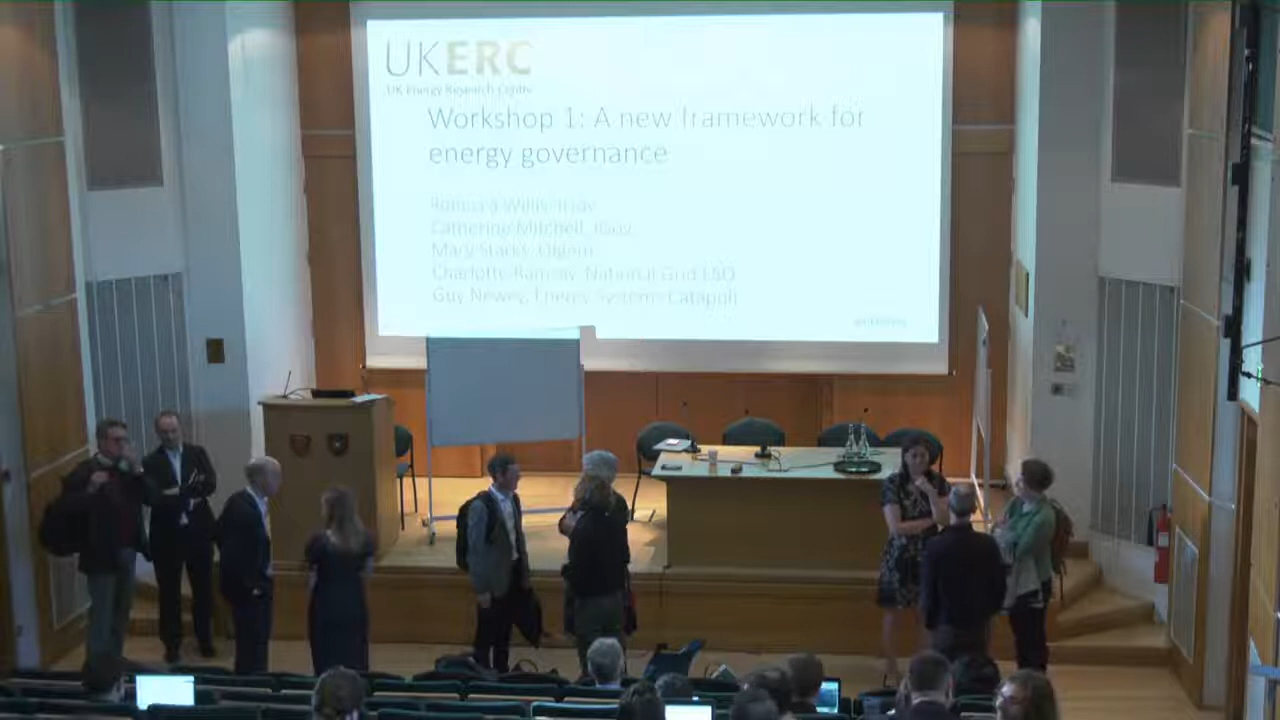 UKERC
UK Energy Research Centre
Workshop 1: A new framework for
energy governance
Catherine Mitchell,
Mary Starks, Ofgem
Charlotte Ramsay, National Grid ESO
Guy Newey, Energy Systems Catapult